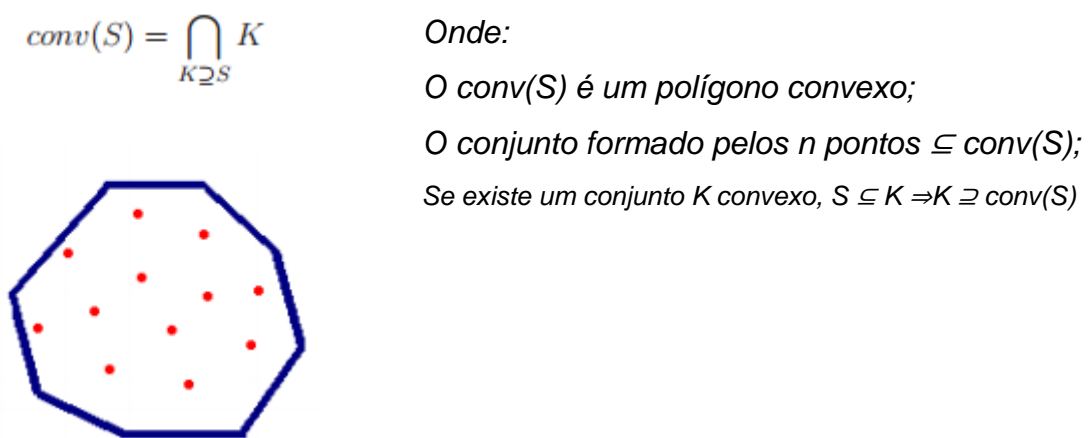 conv(S) = ⋂ K
K⊇S
Onde:
O conv(S) é um polígono convexo;
O conjunto formado pelos n pontos ⊆ conv(S);
Se existe um conjunto K convexo, S ⊆ K ⇒K ⊇ conv(S)